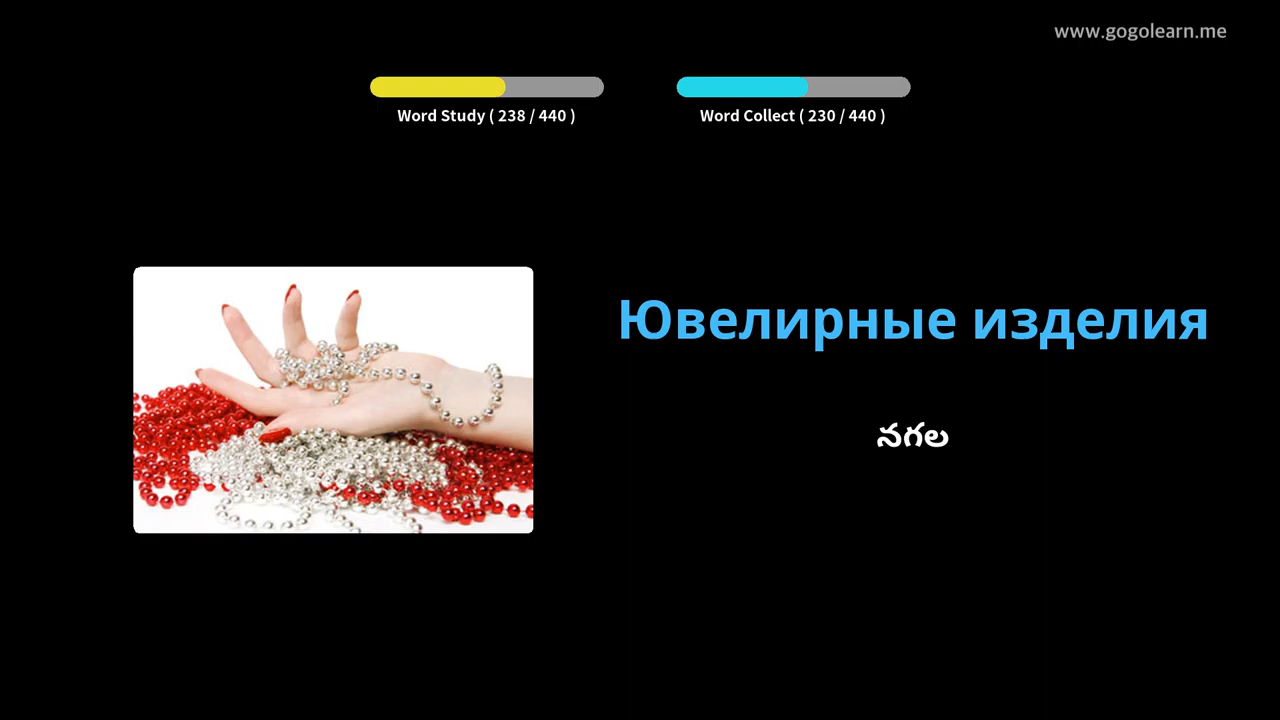 www.gogolearn.me
Word Study ( 238 / 440 )
Word Collect ( 230 / 440 )
Ювелирные изделия
నగల